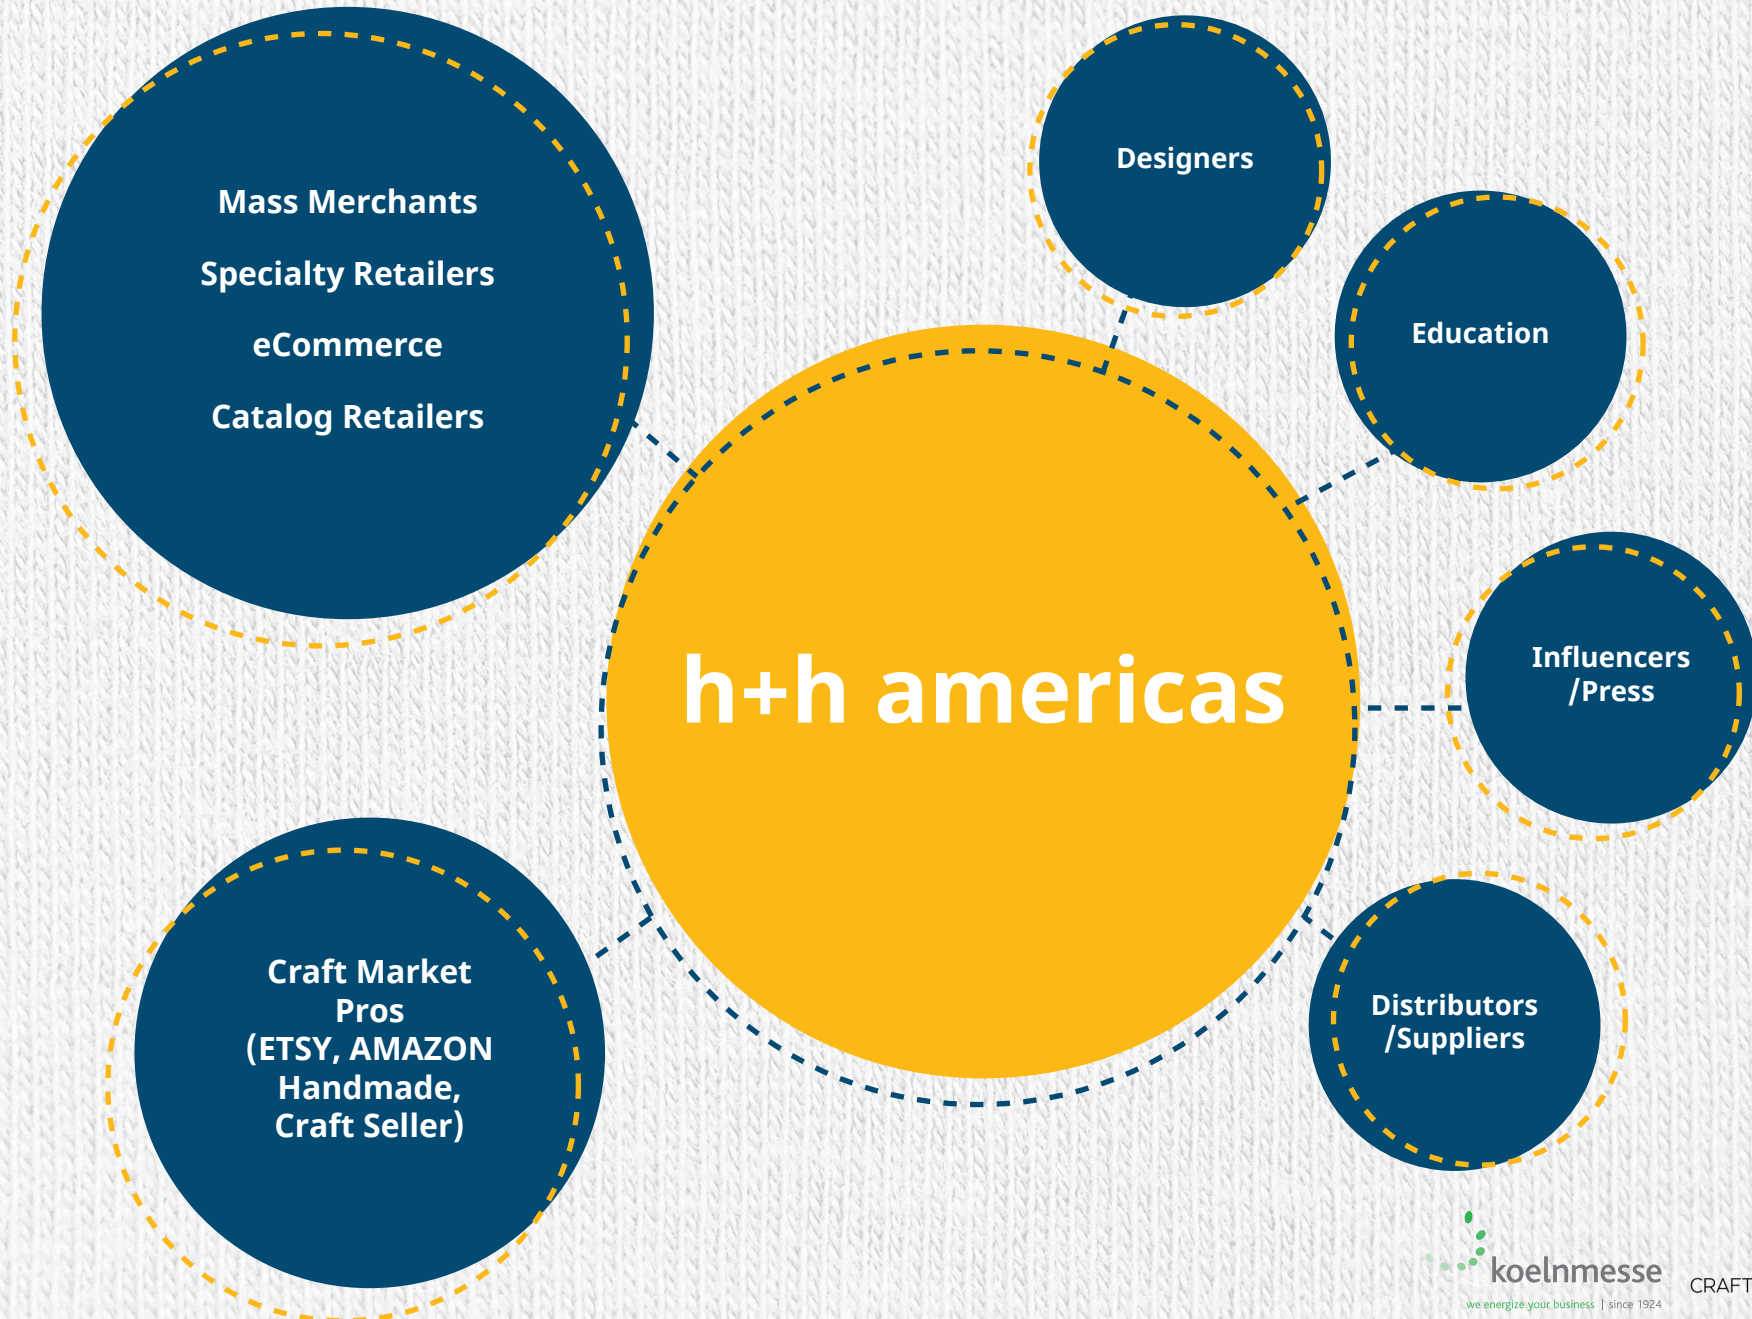 Mass Merchants
Specialty Retailers
eCommerce
Catalog Retailers
Designers
Education
h+h americas
Influencers
/Press
Craft Market
Pros
(ETSY, AMAZON
Handmade,
Craft Seller)
Distributors
/Suppliers
koelnmesse
we energize your business | since 1924
CRAFT